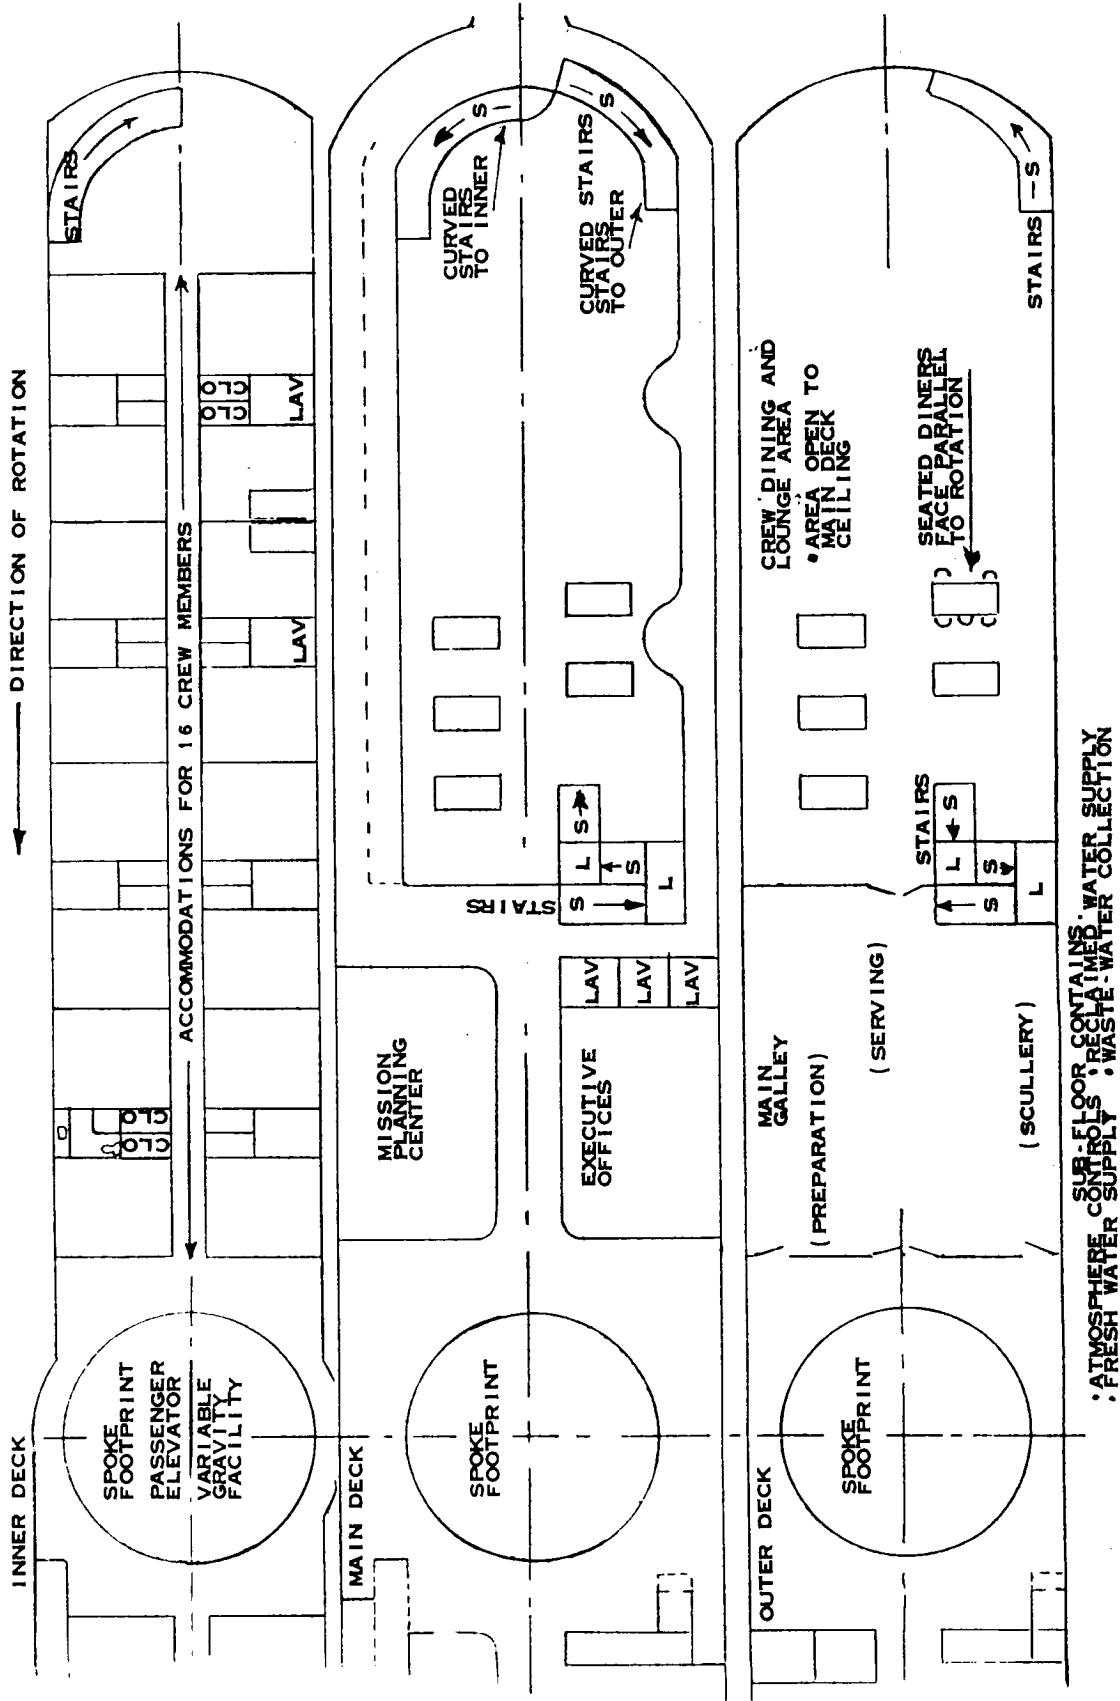 DIRECTION OF ROTATION
INNER DECK
SPOKE
FOOTPRINT
PASSENGER
ELEVATOR
VARIABLE
GRAVITY
FACILITY
ACCOMMODATIONS FOR 16 CREW MEMBERS
CLO
CLO
LAV
CLO
CLO
LAV
STAIRS
MAIN DECK
SPOKE
FOOTPRINT
MISSION
PLANNING
CENTER
EXECUTIVE
OFFICES
LAV
LAV
LAV
STAIRS
S
L
S
L
S
CURVED
STAIRS
TO INNER
S
CURVED STAIRS
STAIRS
TO OUTER
S
OUTER DECK
SPOKE
FOOTPRINT
MAIN
GALLEY
(PREPARATION)
(SERVING)
(SCULLERY)
STAIRS
S
L
S
L
S
CREW DINING AND
LOUNGE AREA
•AREA OPEN TO
MAIN DECK
CEILING
SEATED DINERS
FACE PARALLEL
TO ROTATION
STAIRS
S
SUB-FLOOR CONTAINS:
•ATMOSPHERE CONTROLS •RECLAIMED WATER SUPPLY
•FRESH WATER SUPPLY •WASTE-WATER COLLECTION